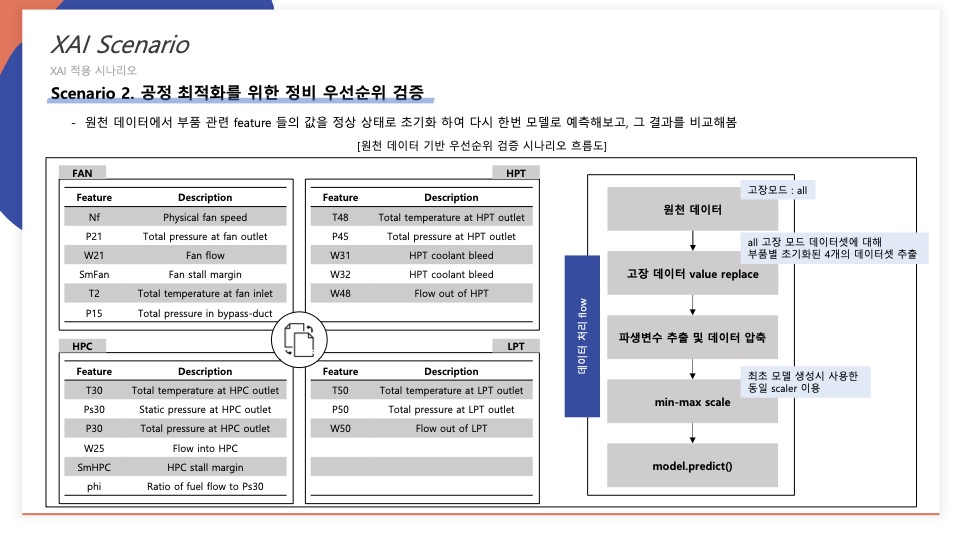 XAI Scenario
XAI 적용 시나리오
Scenario 2. 공정 최적화를 위한 정비 우선순위 검증
- 원천 데이터에서 부품 관련 feature 들의 값을 정상 상태로 초기화 하여 다시 한번 모델로 예측해보고, 그 결과를 비교해봄
[원천 데이터 기반 우선순위 검증 시나리오 흐름도]
FAN
Feature Description
Nf Physical fan speed
P21 Total pressure at fan outlet
W21 Fan flow
SmFan Fan stall margin
T2 Total temperature at fan inlet
P15 Total pressure in bypass-duct
HPT
Feature Description
T48 Total temperature at HPT outlet
P45 Total pressure at HPT outlet
W31 HPT coolant bleed
W32 HPT coolant bleed
W48 Flow out of HPT
HPC
Feature Description
T30 Total temperature at HPC outlet
Ps30 Static pressure at HPC outlet
P30 Total pressure at HPC outlet
W25 Flow into HPC
SmHPC HPC stall margin
phi Ratio of fuel flow to Ps30
LPT
Feature Description
T50 Total temperature at LPT outlet
P50 Total pressure at LPT outlet
W50 Flow out of LPT
데이터 처리 flow
고장모드 : all
원천 데이터
all 고장 모드 데이터셋에 대해
부품별 초기화된 4개의 데이터셋 추출
고장 데이터 value replace
파생변수 추출 및 데이터 압축
최초 모델 생성시 사용한
동일 scaler 이용
min-max scale
model.predict()